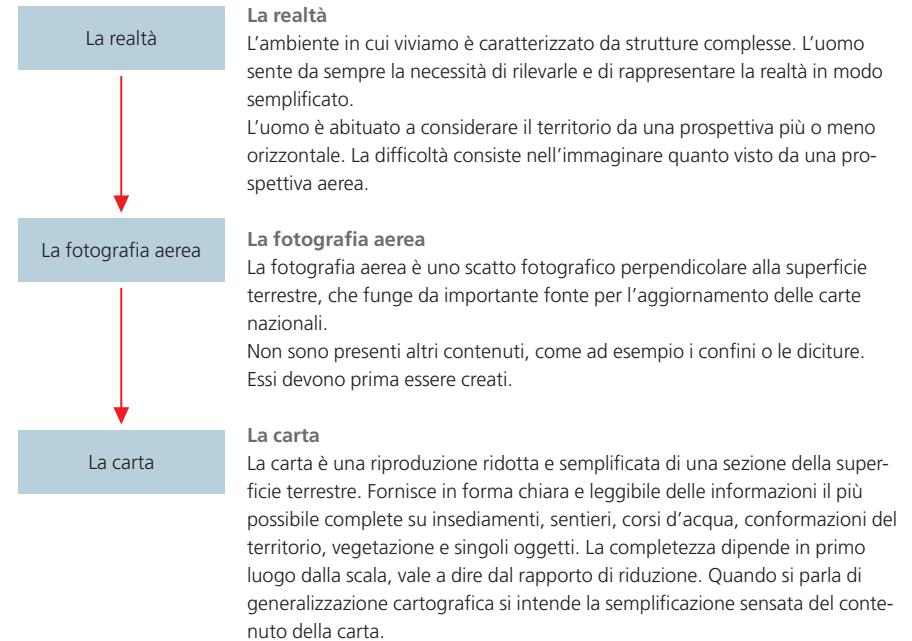 La realtà
La realtà
L'ambiente in cui viviamo è caratterizzato da strutture complesse. L'uomo
sente da sempre la necessità di rilevarle e di rappresentare la realtà in modo
semplificato.
L'uomo è abituato a considerare il territorio da una prospettiva più o meno
orizzontale. La difficoltà consiste nell'immaginare quanto visto da una pro-
spettiva aerea.
La fotografia aerea
La fotografia aerea
La fotografia aerea è uno scatto fotografico perpendicolare alla superficie
terrestre, che funge da importante fonte per l'aggiornamento delle carte
nazionali.
Non sono presenti altri contenuti, come ad esempio i confini o le diciture.
Essi devono prima essere creati.
La carta
La carta
La carta è una riproduzione ridotta e semplificata di una sezione della super-
ficie terrestre. Fornisce in forma chiara e leggibile delle informazioni il più
possibile complete su insediamenti, sentieri, corsi d'acqua, conformazioni del
territorio, vegetazione e singoli oggetti. La completezza dipende in primo
luogo dalla scala, vale a dire dal rapporto di riduzione. Quando si parla di
generalizzazione cartografica si intende la semplificazione sensata del conte-
nuto della carta.